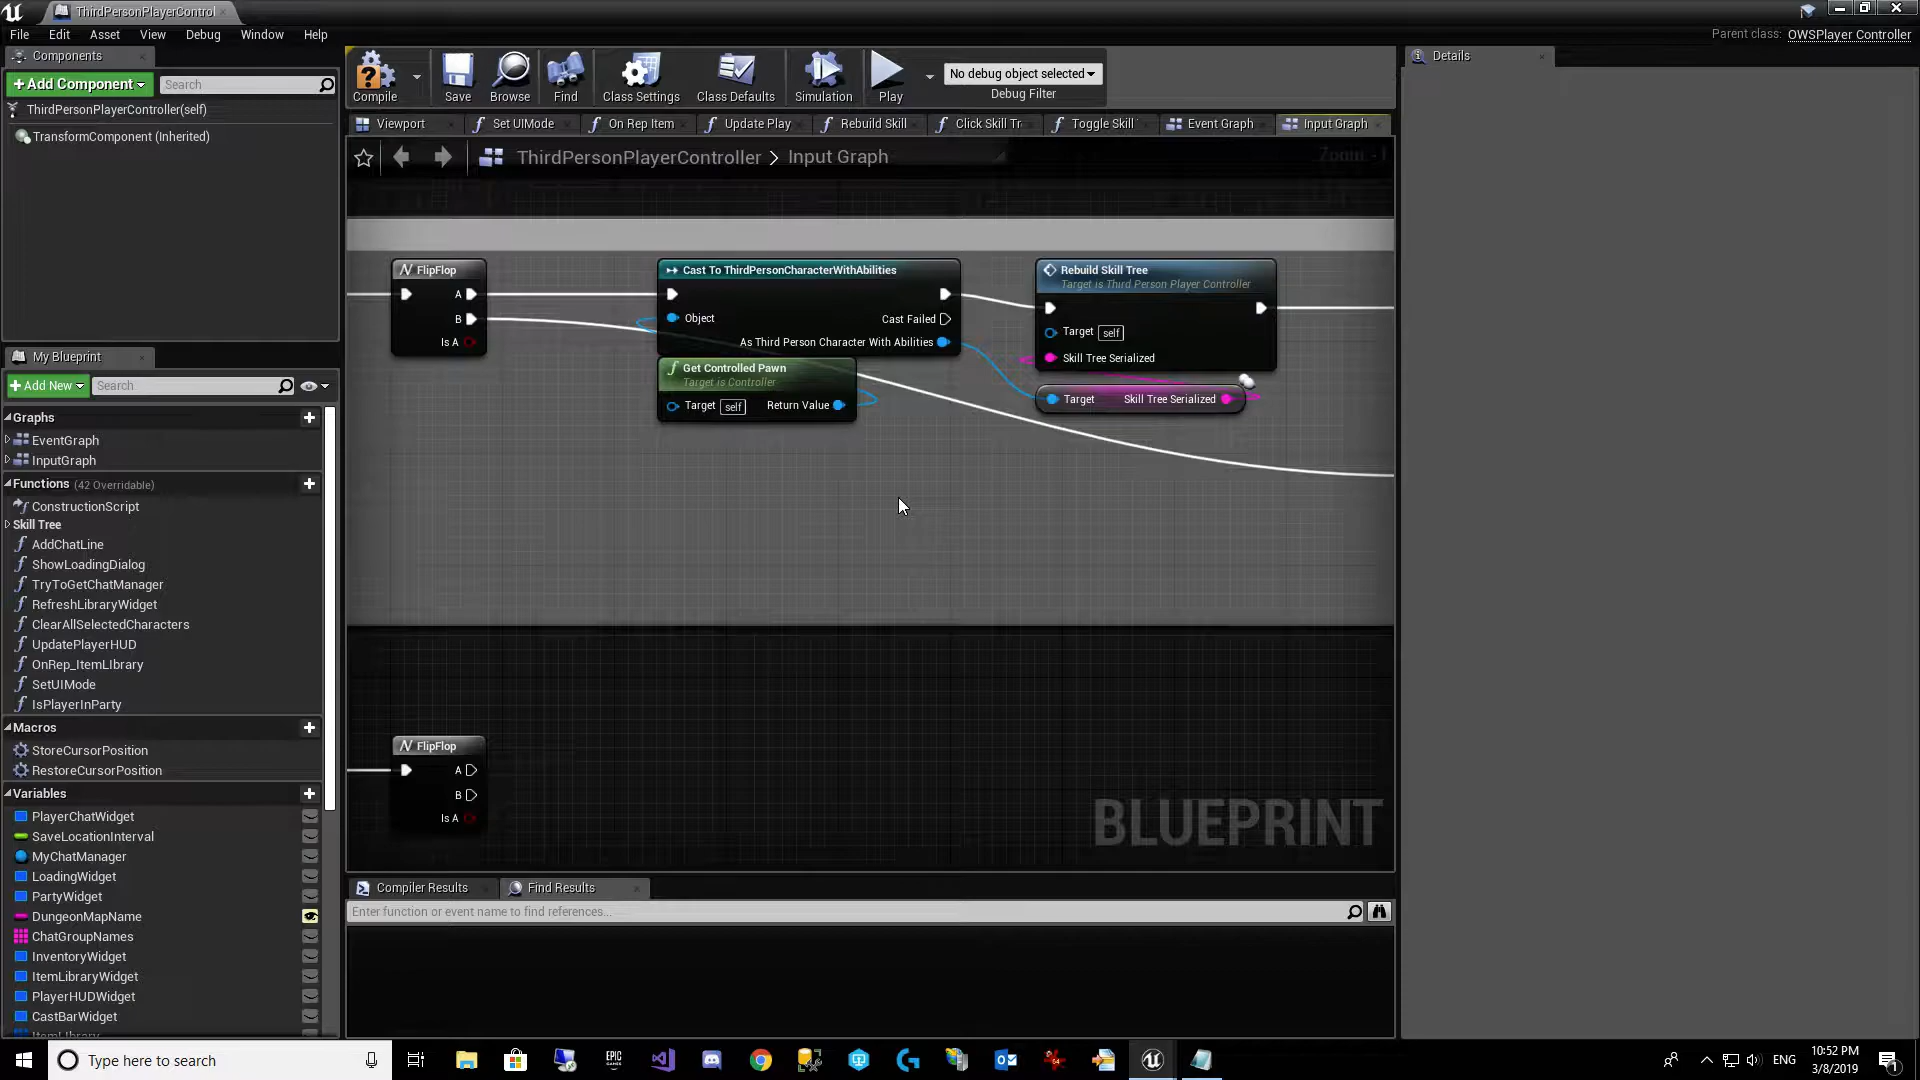 ThirdPersonPlayerControl
File Edit Asset View Debug Window Help
Parent class: OWSPlayer Controller
Components
Add Component
Search
ThirdPersonPlayerController(self)
TransformComponent (Inherited)
Compile
Save
Browse
Find
Class Settings
Class Defaults
Simulation
Play
No debug object selected
Debug Filter
Details
Viewport
Set UIMode
On Rep Item
Update Play
Rebuild Skill
Click Skill Tr
Toggle Skill
Event Graph
Input Graph
ThirdPersonPlayerController > Input Graph
Zoom -1
FlipFlop
A
B
Is A
Cast To ThirdPersonCharacterWithAbilities
Object
Cast Failed
As Third Person Character With Abilities
Get Controlled Pawn
Target is Controller
Target self
Return Value
Rebuild Skill Tree
Target is Third Person Player Controller
Target self
Skill Tree Serialized
Target Skill Tree Serialized
FlipFlop
A
B
Is A
BLUEPRINT
My Blueprint
Add New
Search
Graphs
EventGraph
InputGraph
Functions (42 Overridable)
ConstructionScript
Skill Tree
AddChatLine
ShowLoadingDialog
TryToGetChatManager
RefreshLibraryWidget
ClearAllSelectedCharacters
UpdatePlayerHUD
OnRep_ItemLIbrary
SetUIMode
IsPlayerInParty
Macros
StoreCursorPosition
RestoreCursorPosition
Variables
PlayerChatWidget
SaveLocationInterval
MyChatManager
LoadingWidget
PartyWidget
DungeonMapName
ChatGroupNames
InventoryWidget
ItemLibraryWidget
PlayerHUDWidget
CastBarWidget
Compiler Results
Find Results
Enter function or event name to find references...
Type here to search
EPIC
ENG
10:52 PM
3/8/2019
1